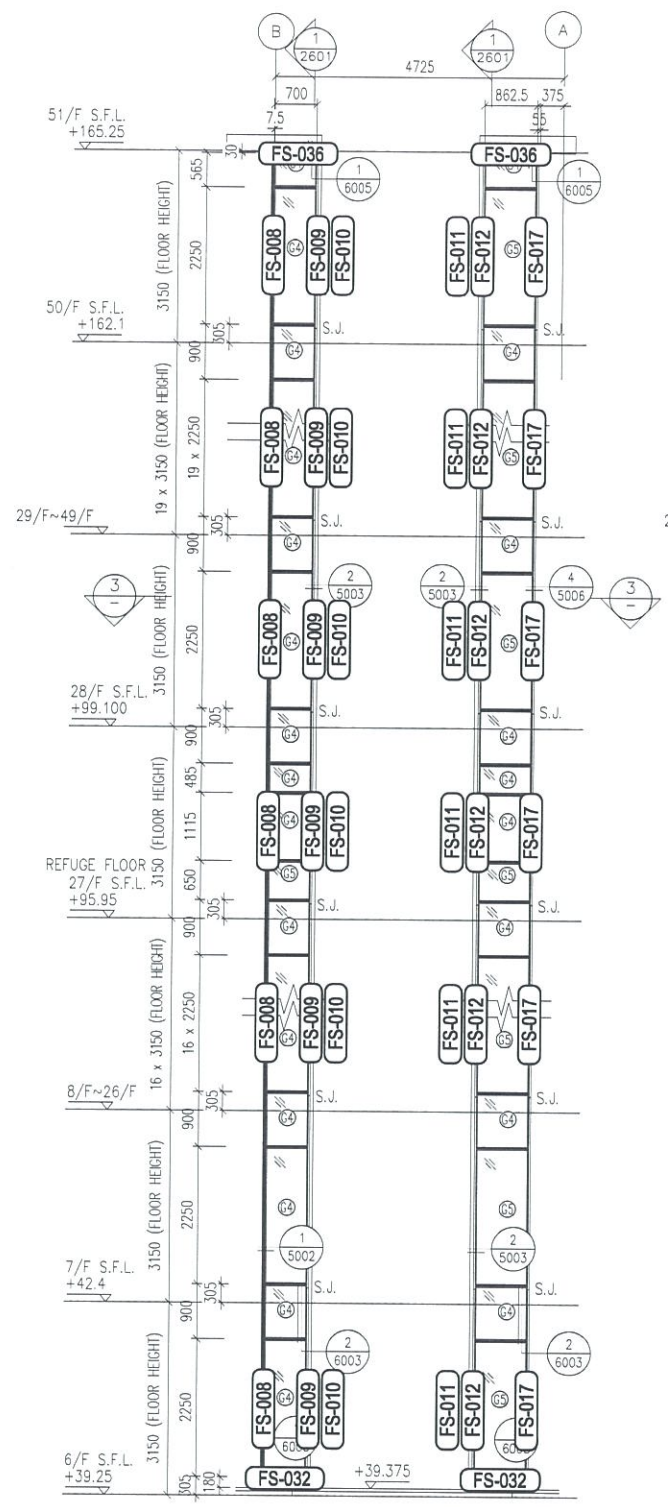 B
1
2601
1
2601
A
4725
700
862.5
375
7.5
55
51/F S.F.L.
+165.25
FS-036
FS-036
30
565
1
6005
1
6005
3150 (FLOOR HEIGHT)
2250
FS-008
G4
FS-009
FS-010
FS-011
FS-012
G5
FS-017
50/F S.F.L.
+162.1
305
900
S.J.
S.J.
G4
G4
19 x 3150 (FLOOR HEIGHT)
19 x 2250
FS-008
G4
FS-009
FS-010
FS-011
FS-012
G5
FS-017
29/F~49/F
305
900
S.J.
S.J.
G4
G4
2
3
-
2
5003
2
5003
4
5006
3
-
3150 (FLOOR HEIGHT)
2250
FS-008
G4
FS-009
FS-010
FS-011
FS-012
G5
FS-017
28/F S.F.L.
+99.100
305
900
S.J.
S.J.
G4
G4
485
G4
G4
3150 (FLOOR HEIGHT)
1115
FS-008
G4
FS-009
FS-010
FS-011
FS-012
G4
FS-017
REFUGE FLOOR
27/F S.F.L.
+95.95
650
G5
G5
305
900
S.J.
S.J.
G4
G4
16 x 3150 (FLOOR HEIGHT)
16 x 2250
FS-008
G4
FS-009
FS-010
FS-011
FS-012
G5
FS-017
8/F~26/F
305
900
S.J.
S.J.
G4
G4
3150 (FLOOR HEIGHT)
2250
G4
G5
1
5002
2
5003
7/F S.F.L.
+42.4
305
900
S.J.
S.J.
G4
G4
2
6003
2
6003
3150 (FLOOR HEIGHT)
2250
FS-008
G4
FS-009
FS-010
FS-011
FS-012
G5
FS-017
6/F S.F.L.
+39.25
305
180
FS-032
+39.375
FS-032